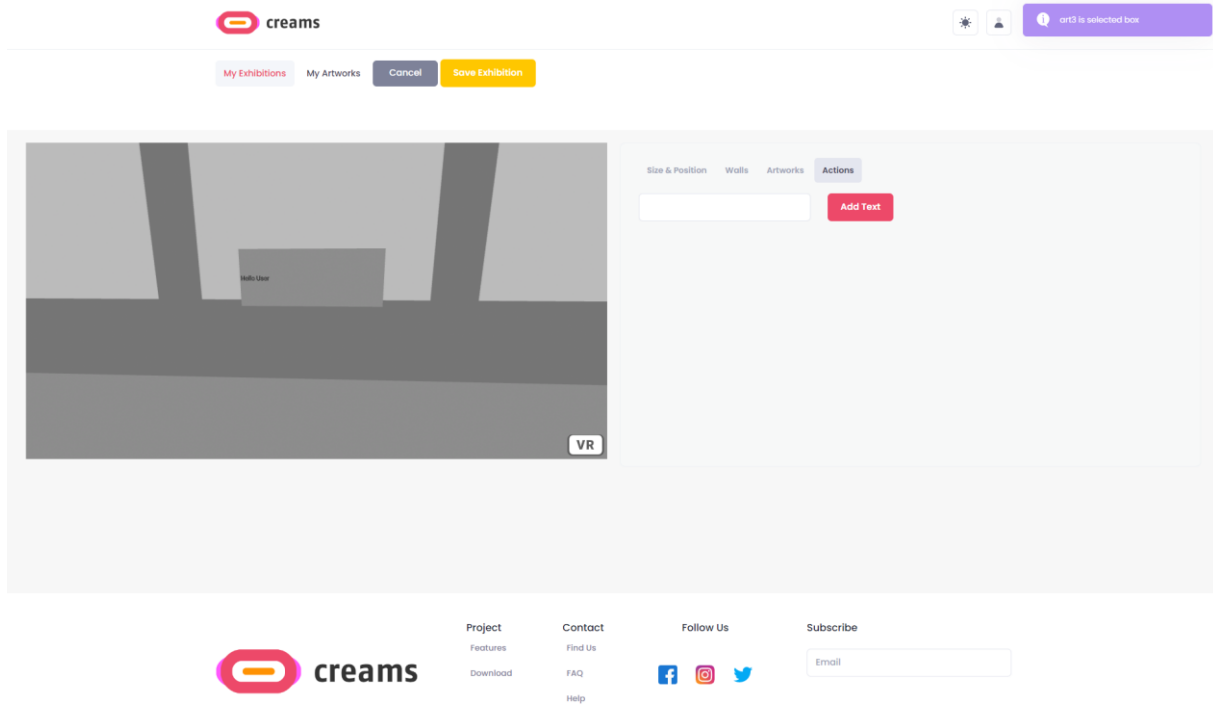 creams
art3 is selected box
My Exhibitions My Artworks Cancel Save Exhibition
Size & Position Walls Artworks Actions
Add Text
Hello User
VR
Project Contact Follow Us Subscribe
Features Find Us
Email
creams
Download FAQ
Help